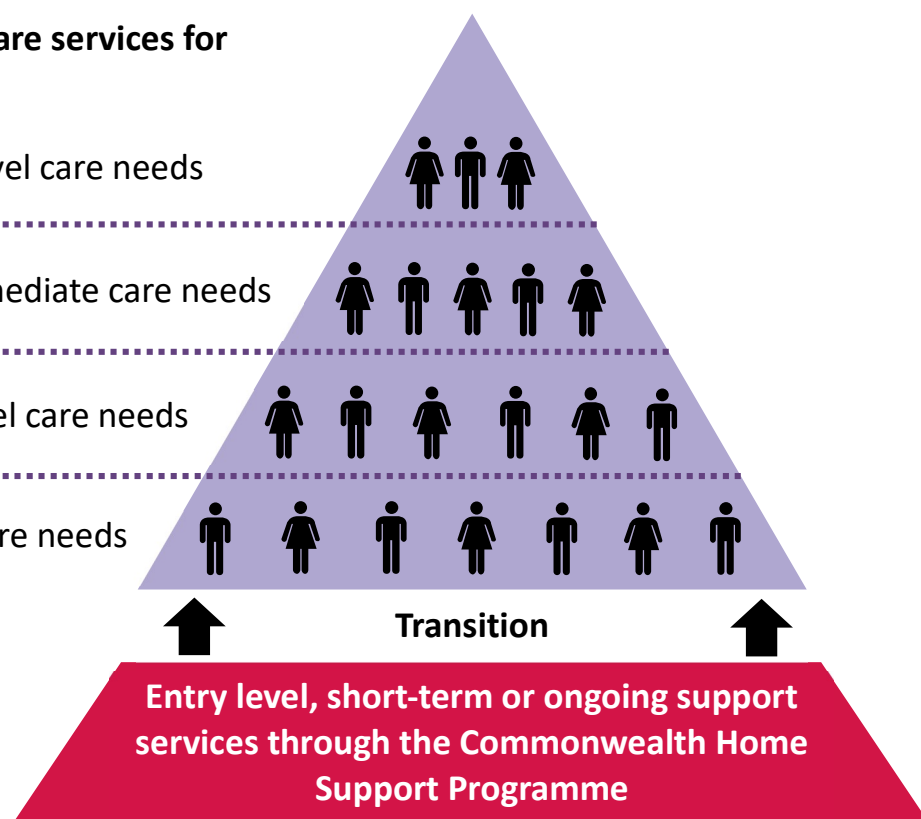 are services for
vel care needs
nediate care needs
el care needs
re needs
Transition
Entry level, short-term or ongoing support
services through the Commonwealth Home
Support Programme